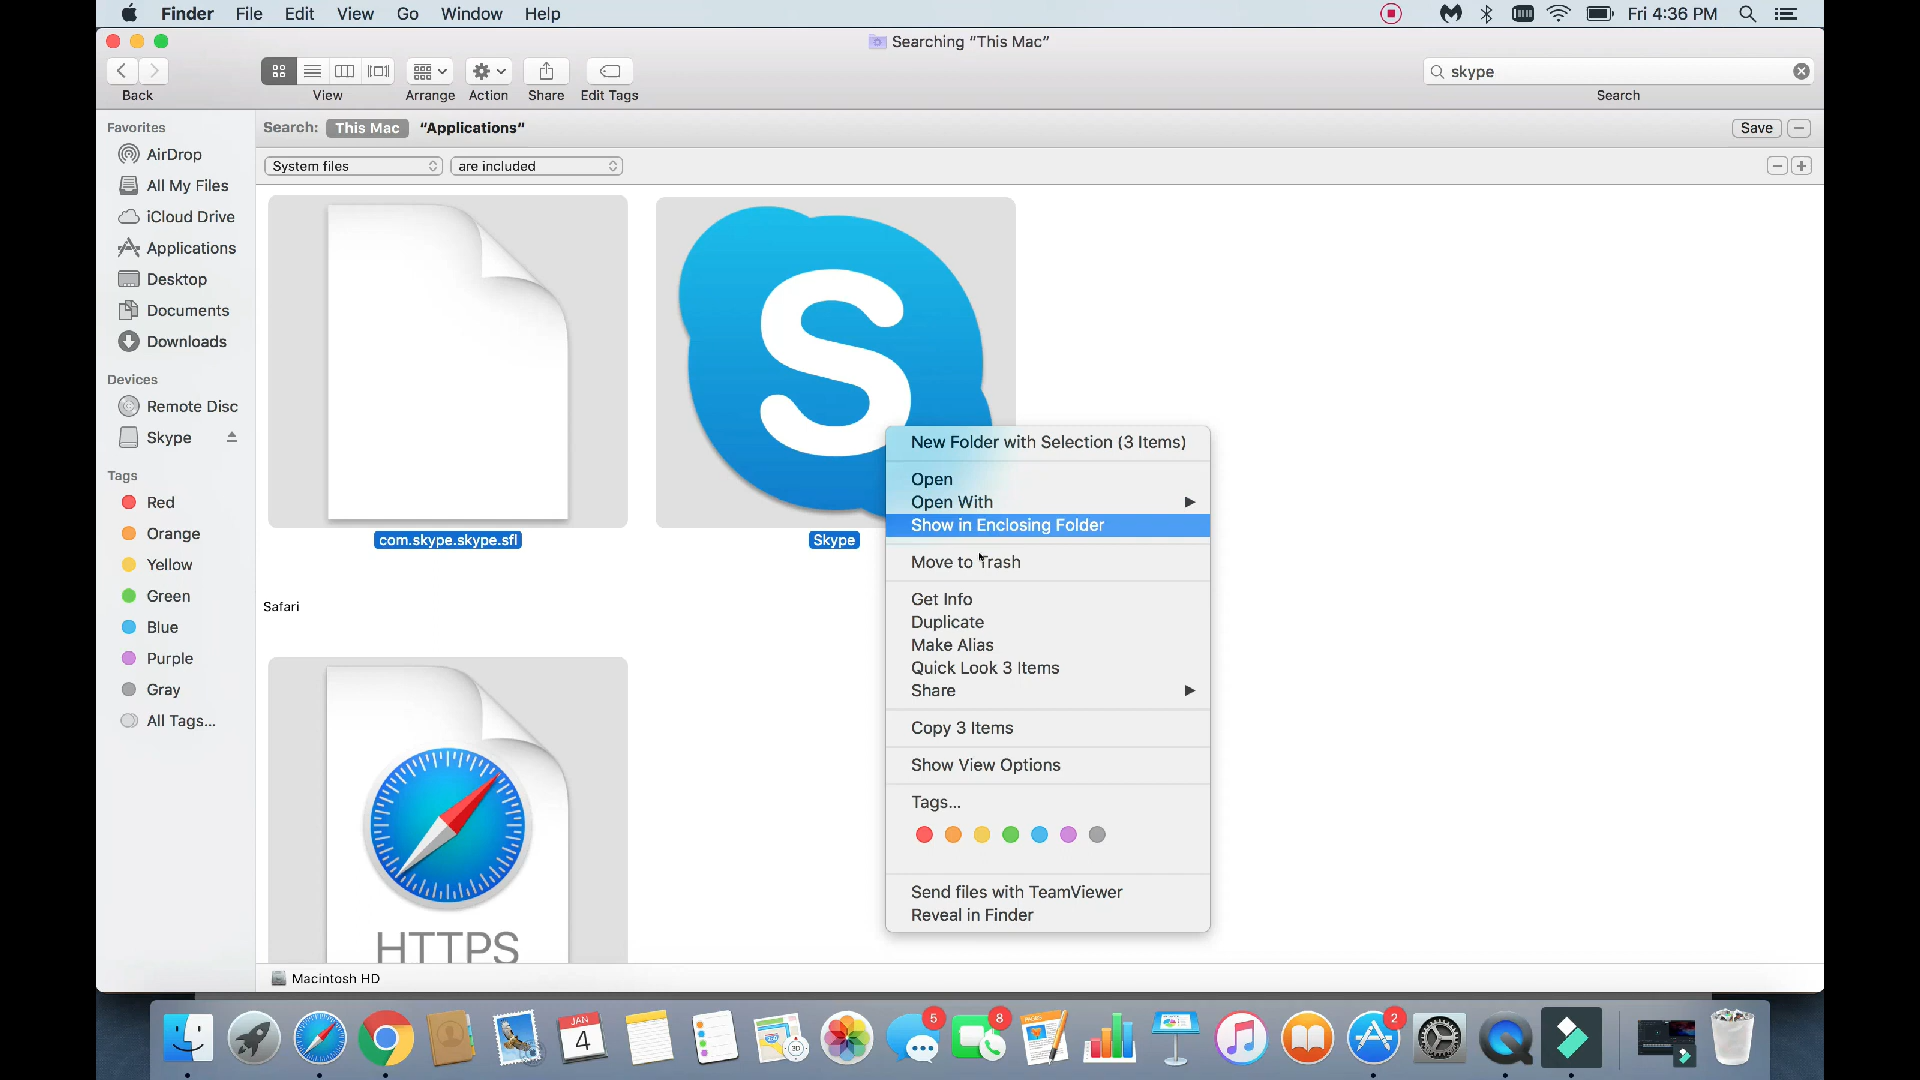 Finder File Edit View Go Window Help Fri 4:36 PM
Searching “This Mac”
skype
Back View Arrange Action Share Edit Tags Search
Search: This Mac “Applications” Save
System files are included
Favorites
AirDrop
All My Files
iCloud Drive
Applications
Desktop
Documents
Downloads
Devices
Remote Disc
Skype
Tags
Red
Orange
Yellow
Green
Blue
Purple
Gray
All Tags...
S
com.skype.skype.sfl Skype
Safari
HTTPS
Macintosh HD
New Folder with Selection (3 Items)
Open
Open With
Show in Enclosing Folder
Move to Trash
Get Info
Duplicate
Make Alias
Quick Look 3 Items
Share
Copy 3 Items
Show View Options
Tags...
Send files with TeamViewer
Reveal in Finder
JAN
4
30
5
8
2